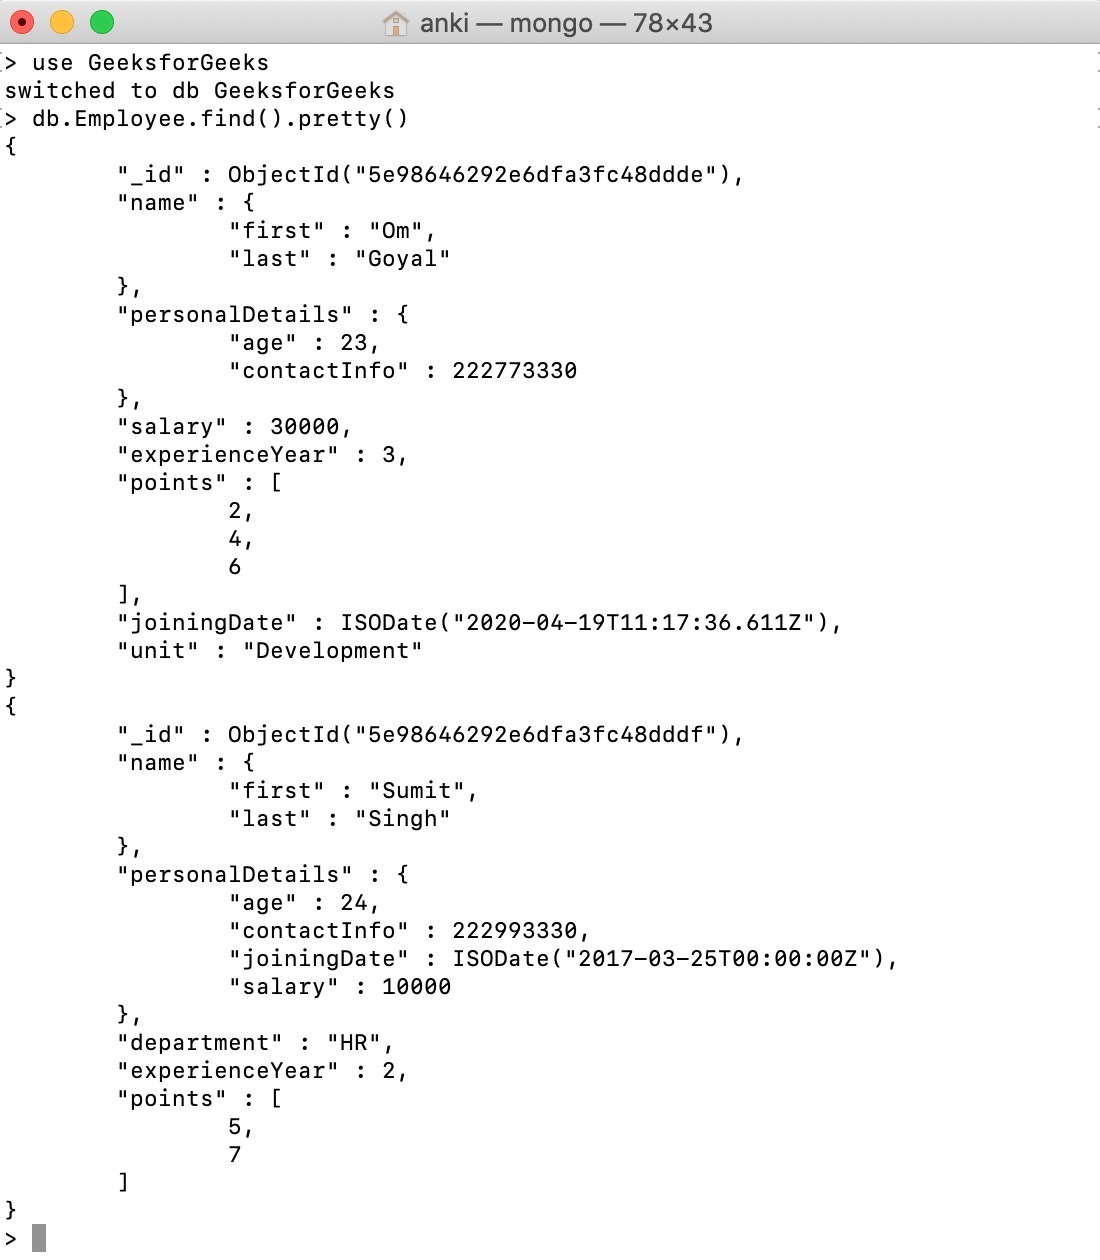 anki — mongo — 78×43
> use GeeksforGeeks
switched to db GeeksforGeeks
> db.Employee.find().pretty()
{
        "_id" : ObjectId("5e98646292e6dfa3fc48ddde"),
        "name" : {
                "first" : "Om",
                "last" : "Goyal"
        },
        "personalDetails" : {
                "age" : 23,
                "contactInfo" : 222773330
        },
        "salary" : 30000,
        "experienceYear" : 3,
        "points" : [
                2,
                4,
                6
        ],
        "joiningDate" : ISODate("2020-04-19T11:17:36.611Z"),
        "unit" : "Development"
}
{
        "_id" : ObjectId("5e98646292e6dfa3fc48dddf"),
        "name" : {
                "first" : "Sumit",
                "last" : "Singh"
        },
        "personalDetails" : {
                "age" : 24,
                "contactInfo" : 222993330,
                "joiningDate" : ISODate("2017-03-25T00:00:00Z"),
                "salary" : 10000
        },
        "department" : "HR",
        "experienceYear" : 2,
        "points" : [
                5,
                7
        ]
}
>